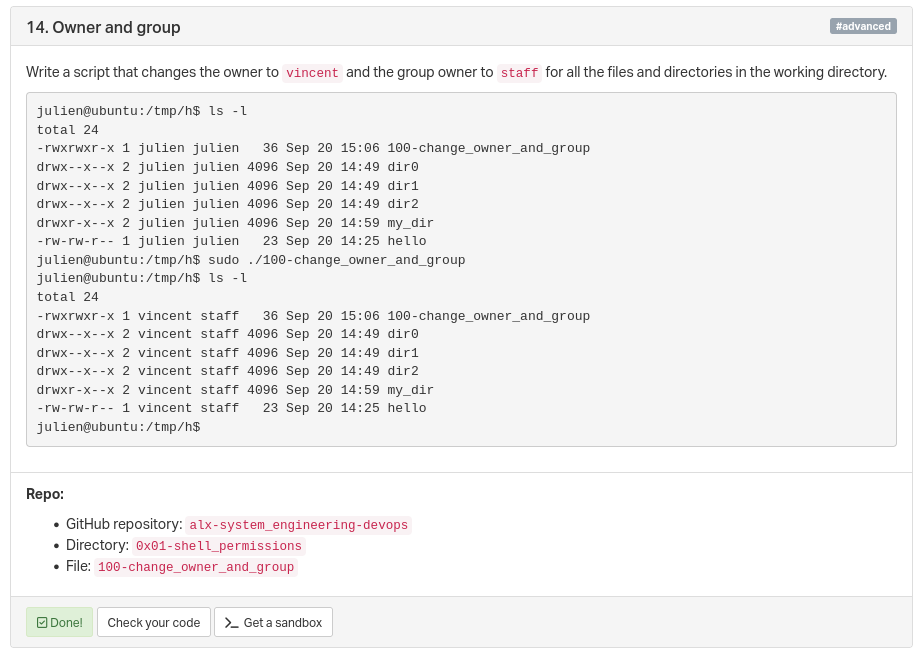 14. Owner and group
#advanced
Write a script that changes the owner to vincent and the group owner to staff for all the files and directories in the working directory.
julien@ubuntu:/tmp/h$ ls -l
total 24
-rwxrwxr-x 1 julien julien   36 Sep 20 15:06 100-change_owner_and_group
drwx--x--x 2 julien julien 4096 Sep 20 14:49 dir0
drwx--x--x 2 julien julien 4096 Sep 20 14:49 dir1
drwx--x--x 2 julien julien 4096 Sep 20 14:49 dir2
drwxr-x--x 2 julien julien 4096 Sep 20 14:59 my_dir
-rw-rw-r-- 1 julien julien   23 Sep 20 14:25 hello
julien@ubuntu:/tmp/h$ sudo ./100-change_owner_and_group
julien@ubuntu:/tmp/h$ ls -l
total 24
-rwxrwxr-x 1 vincent staff   36 Sep 20 15:06 100-change_owner_and_group
drwx--x--x 2 vincent staff 4096 Sep 20 14:49 dir0
drwx--x--x 2 vincent staff 4096 Sep 20 14:49 dir1
drwx--x--x 2 vincent staff 4096 Sep 20 14:49 dir2
drwxr-x--x 2 vincent staff 4096 Sep 20 14:59 my_dir
-rw-rw-r-- 1 vincent staff   23 Sep 20 14:25 hello
julien@ubuntu:/tmp/h$
Repo:
• GitHub repository: alx-system_engineering-devops
• Directory: 0x01-shell_permissions
• File: 100-change_owner_and_group
Done! Check your code >_ Get a sandbox